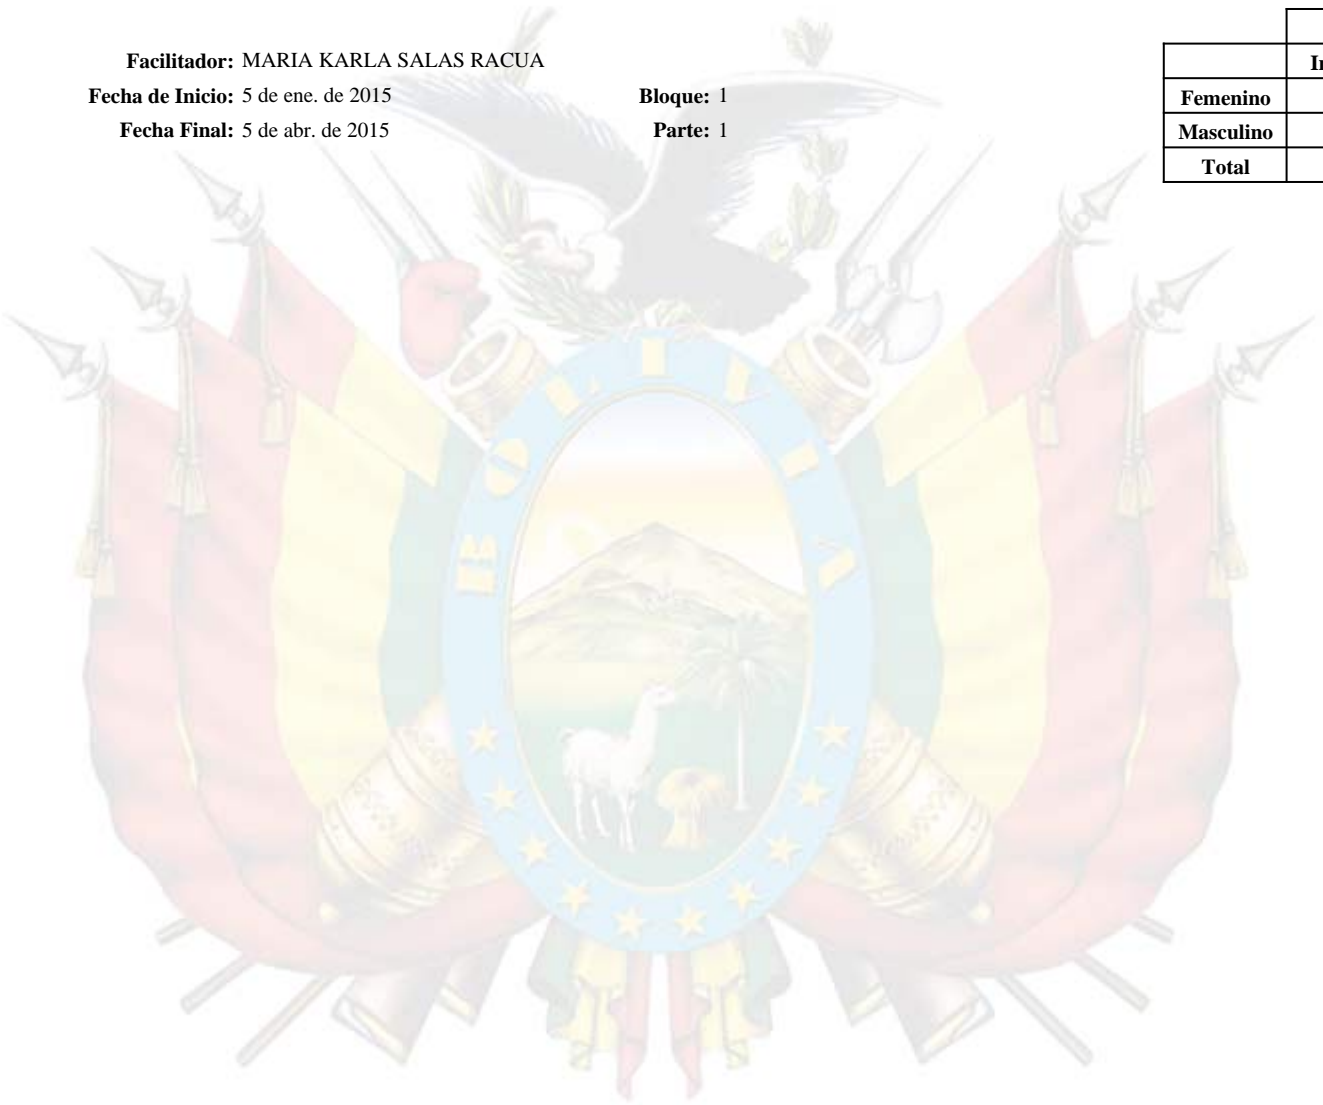 Facilitador: MARIA KARLA SALAS RACUA
Fecha de Inicio: 5 de ene. de 2015 Bloque: 1
Fecha Final: 5 de abr. de 2015 Parte: 1
Femenino
Masculino
Total
BOLIVIA